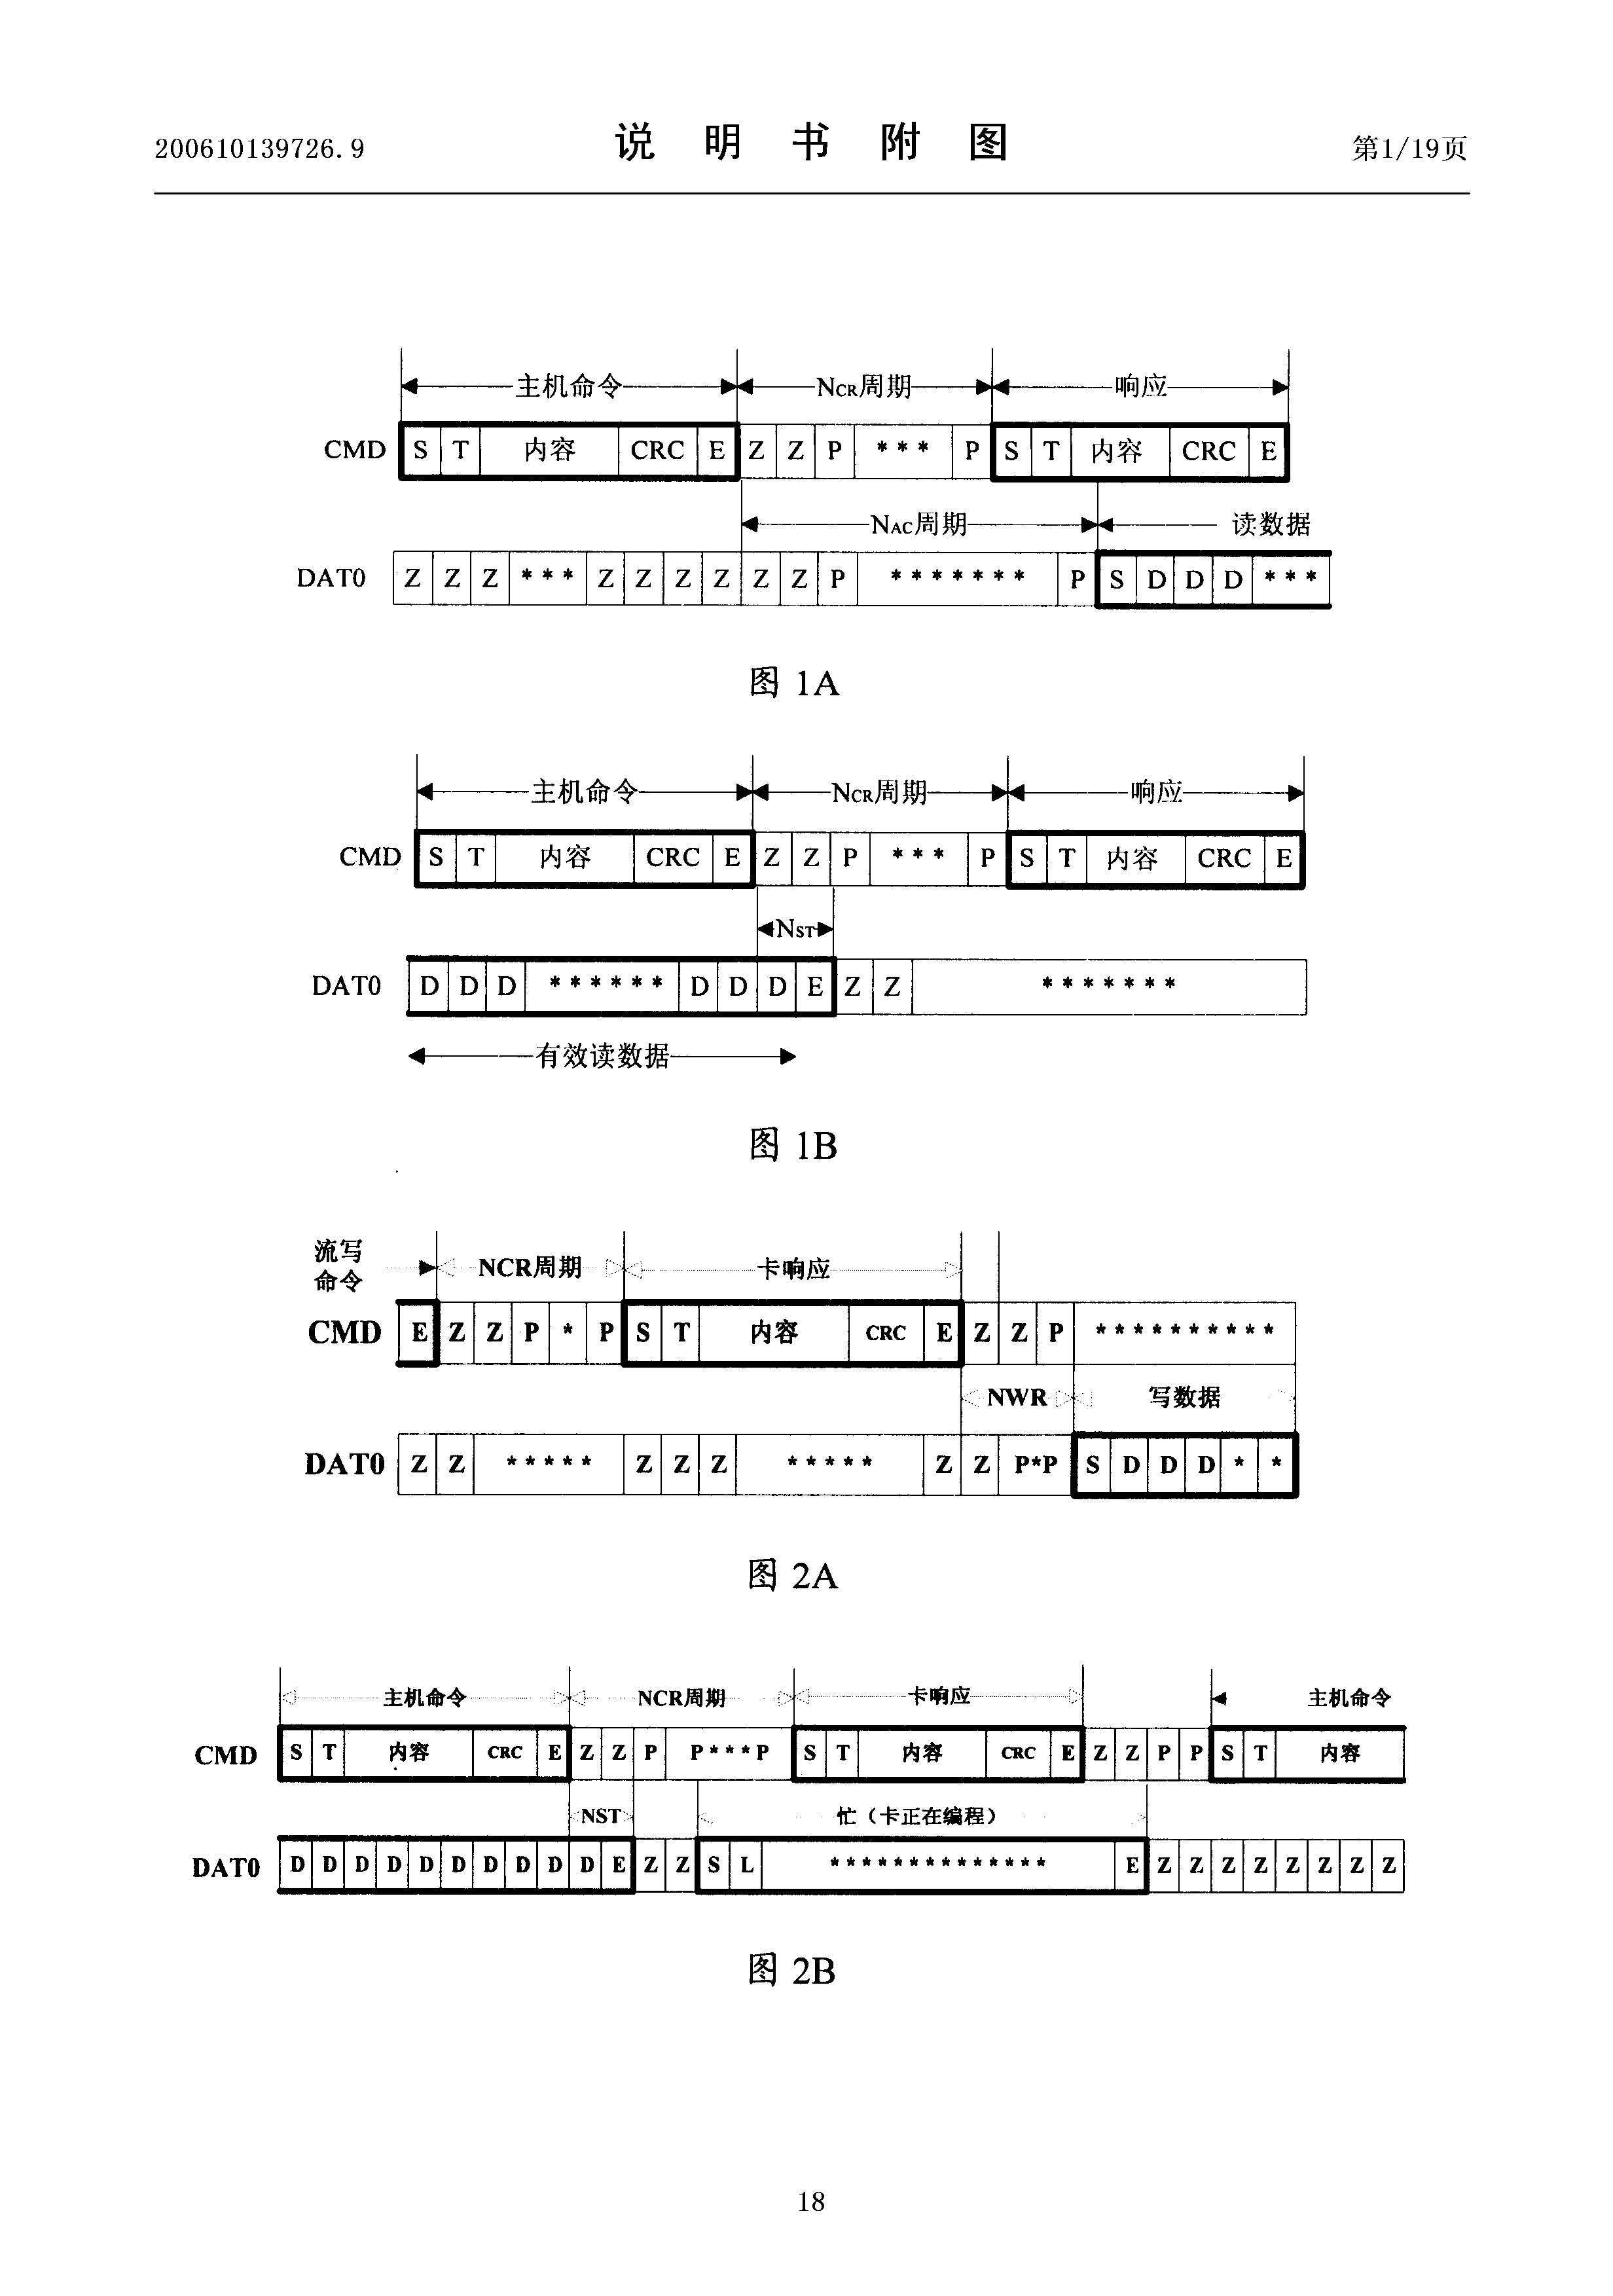 200610139726.9 说明书附图 第1/19页
主机命令 NCR周期 响应
CMD S T 内容 CRC E Z Z P *** P S T 内容 CRC E
NAC周期 读数据
DAT0 Z Z Z *** Z Z Z Z Z Z P ******* P S D D D ***
图 1A
主机命令 NCR周期 响应
CMD S T 内容 CRC E Z Z P *** P S T 内容 CRC E
NST
DAT0 D D D ****** D D D E Z Z *******
有效读数据
图 1B
流写
命令 NCR周期 卡响应
CMD E Z Z P * P S T 内容 CRC E Z Z P **********
NWR 写数据
DAT0 Z Z ***** Z Z Z ***** Z Z P*P S D D D * *
图 2A
主机命令 NCR周期 卡响应 主机命令
CMD S T 内容 CRC E Z Z P P***P S T 内容 CRC E Z Z P P S T 内容
NST 忙（卡正在编程）
DAT0 D D D D D D D D D D E Z Z S L ************** E Z Z Z Z Z Z Z Z
图 2B
18